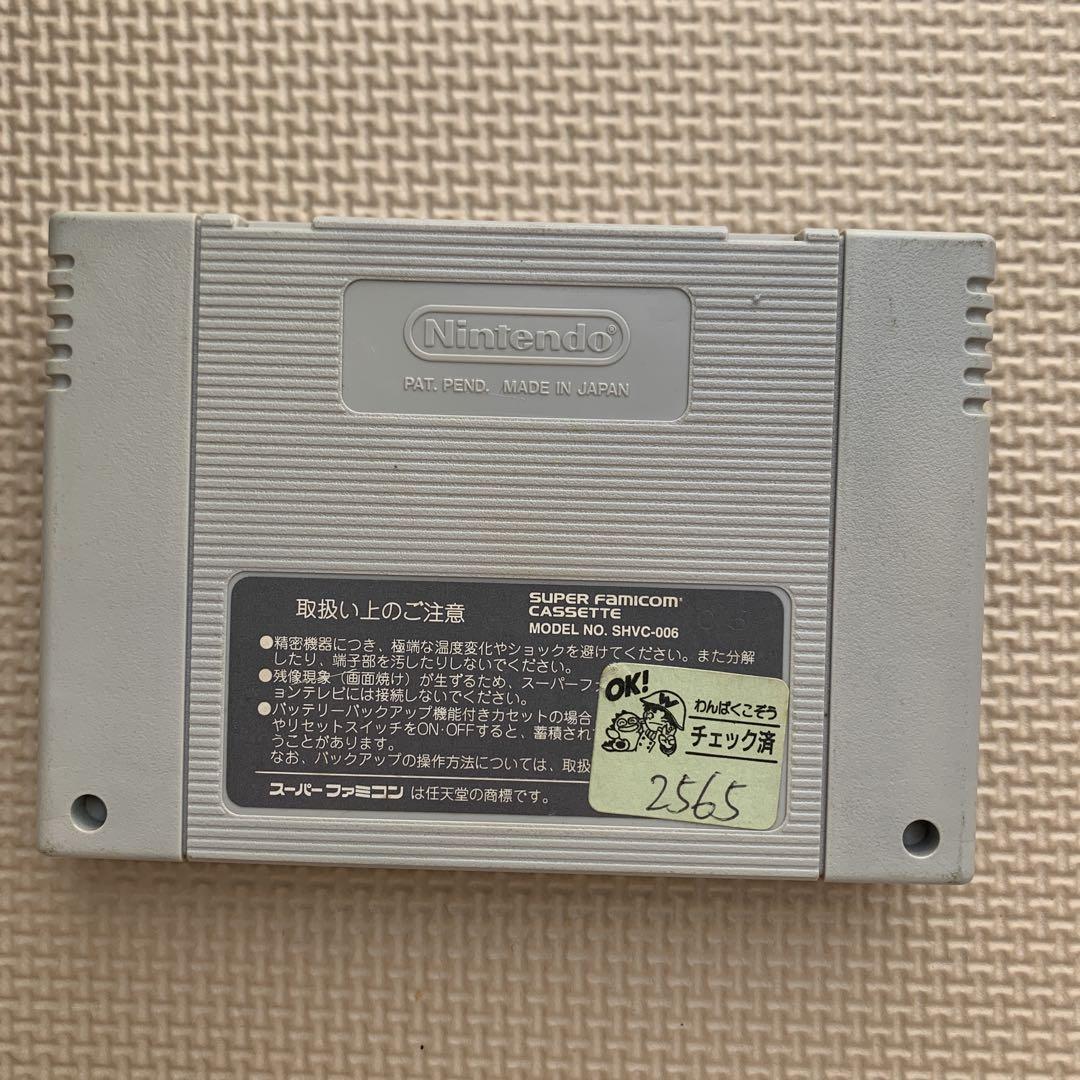 Nintendo®
PAT. PEND. MADE IN JAPAN
取扱い上のご注意
SUPER FAMICOM
CASSETTE
MODEL NO. SHVC-006
●精密機器につき、極端な温度変化やショックを避けてください。また分解
したり、端子部を汚したりしないでください。
●残像現象（画面焼け）が生ずるため、スーパーファ
ョンテレビには接続しないでください。
●バッテリーバックアップ機能付きカセットの場合
やリセットスイッチをON・OFFすると、蓄積され
うことがあります。
なお、バックアップの操作方法については、取扱
スーパーファミコン は任天堂の商標です。
OK!
わんぱくこぞう
チェック済
2565